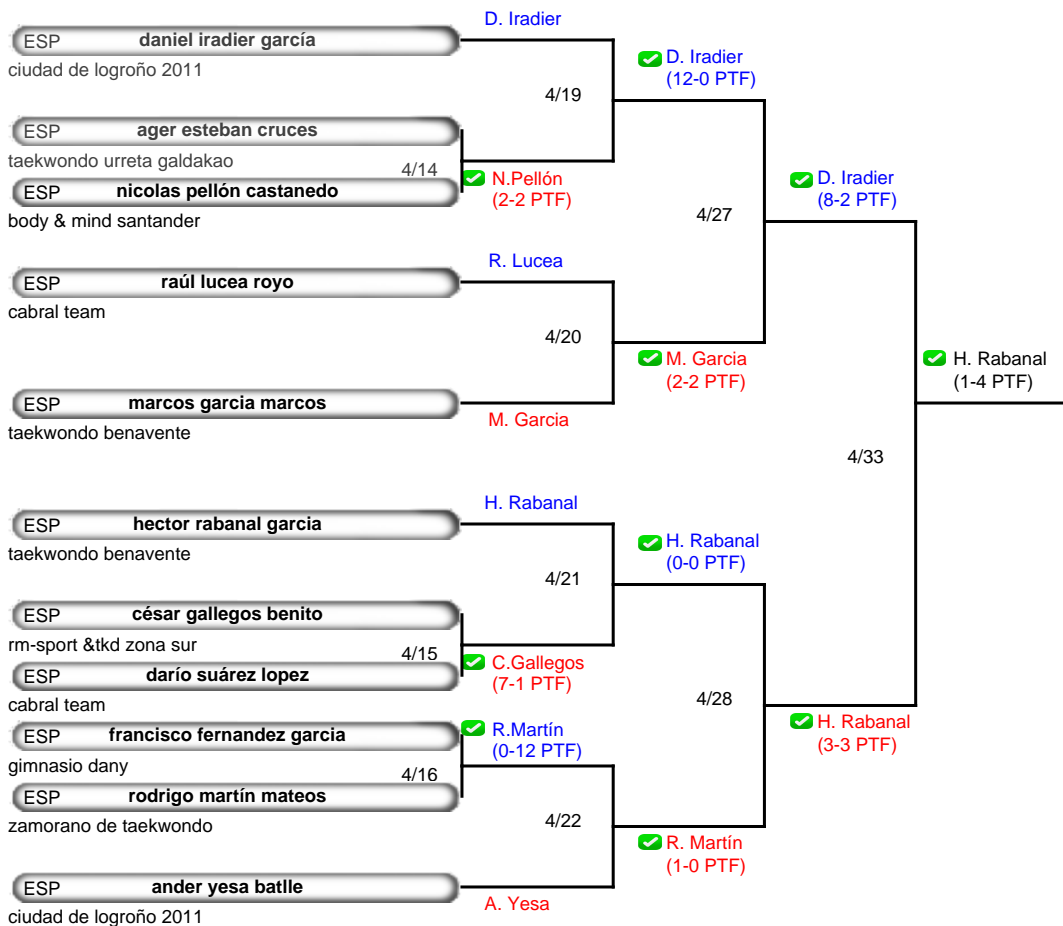 D. Iradier
ESP daniel iradier garcía
ciudad de logroño 2011
D. Iradier
(12-0 PTF)
4/19
ESP ager esteban cruces
taekwondo urreta galdakao
4/14
ESP nicolas pellón castanedo
body & mind santander
N.Pellón
(2-2 PTF)
D. Iradier
(8-2 PTF)
4/27
R. Lucea
ESP raúl lucea royo
cabral team
4/20
M. Garcia
(2-2 PTF)
ESP marcos garcia marcos
taekwondo benavente
M. Garcia
H. Rabanal
(1-4 PTF)
4/33
H. Rabanal
ESP hector rabanal garcia
taekwondo benavente
H. Rabanal
(0-0 PTF)
4/21
ESP césar gallegos benito
rm-sport &tkd zona sur
4/15
ESP darío suárez lopez
cabral team
C.Gallegos
(7-1 PTF)
4/28
H. Rabanal
(3-3 PTF)
ESP francisco fernandez garcia
gimnasio dany
4/16
ESP rodrigo martín mateos
zamorano de taekwondo
R.Martín
(0-12 PTF)
4/22
R. Martín
(1-0 PTF)
ESP ander yesa batlle
ciudad de logroño 2011
A. Yesa